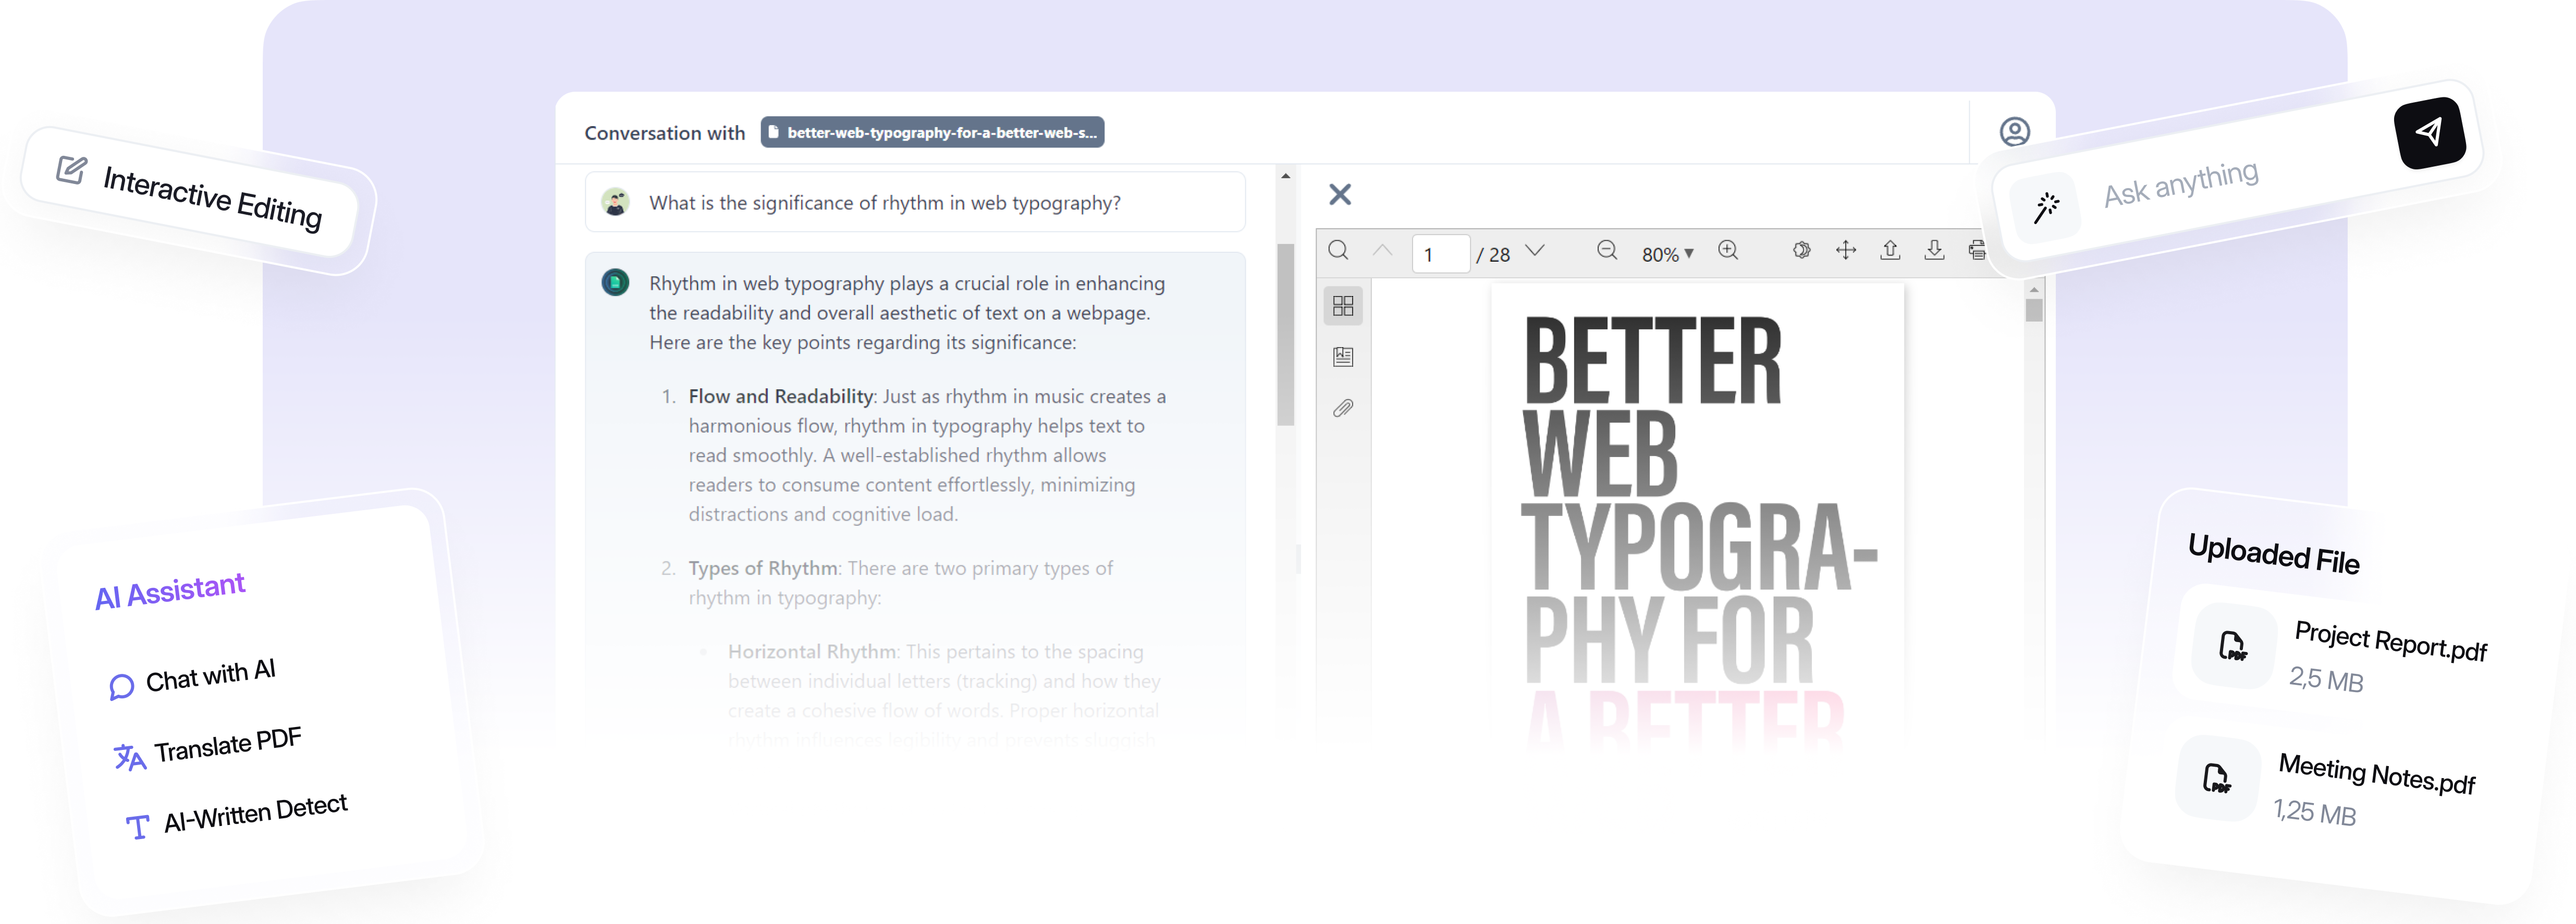 Interactive Editing
Conversation with better-web-typography-for-a-better-web-s...
What is the significance of rhythm in web typography?
Rhythm in web typography plays a crucial role in enhancing
the readability and overall aesthetic of text on a webpage.
Here are the key points regarding its significance:
1. Flow and Readability: Just as rhythm in music creates a
harmonious flow, rhythm in typography helps text to
read smoothly. A well-established rhythm allows
readers to consume content effortlessly, minimizing
distractions and cognitive load.
2. Types of Rhythm: There are two primary types of
rhythm in typography:
• Horizontal Rhythm: This pertains to the spacing
between individual letters (tracking) and how they
create a cohesive flow of words. Proper horizontal
rhythm influences legibility and prevents sluggish
1 / 28
80%
BETTER
WEB
TYPOGRA-
PHY FOR
A BETTER
Ask anything
AI Assistant
Chat with AI
Translate PDF
AI-Written Detect
Uploaded File
PDF
Project Report.pdf
2,5 MB
PDF
Meeting Notes.pdf
1,25 MB